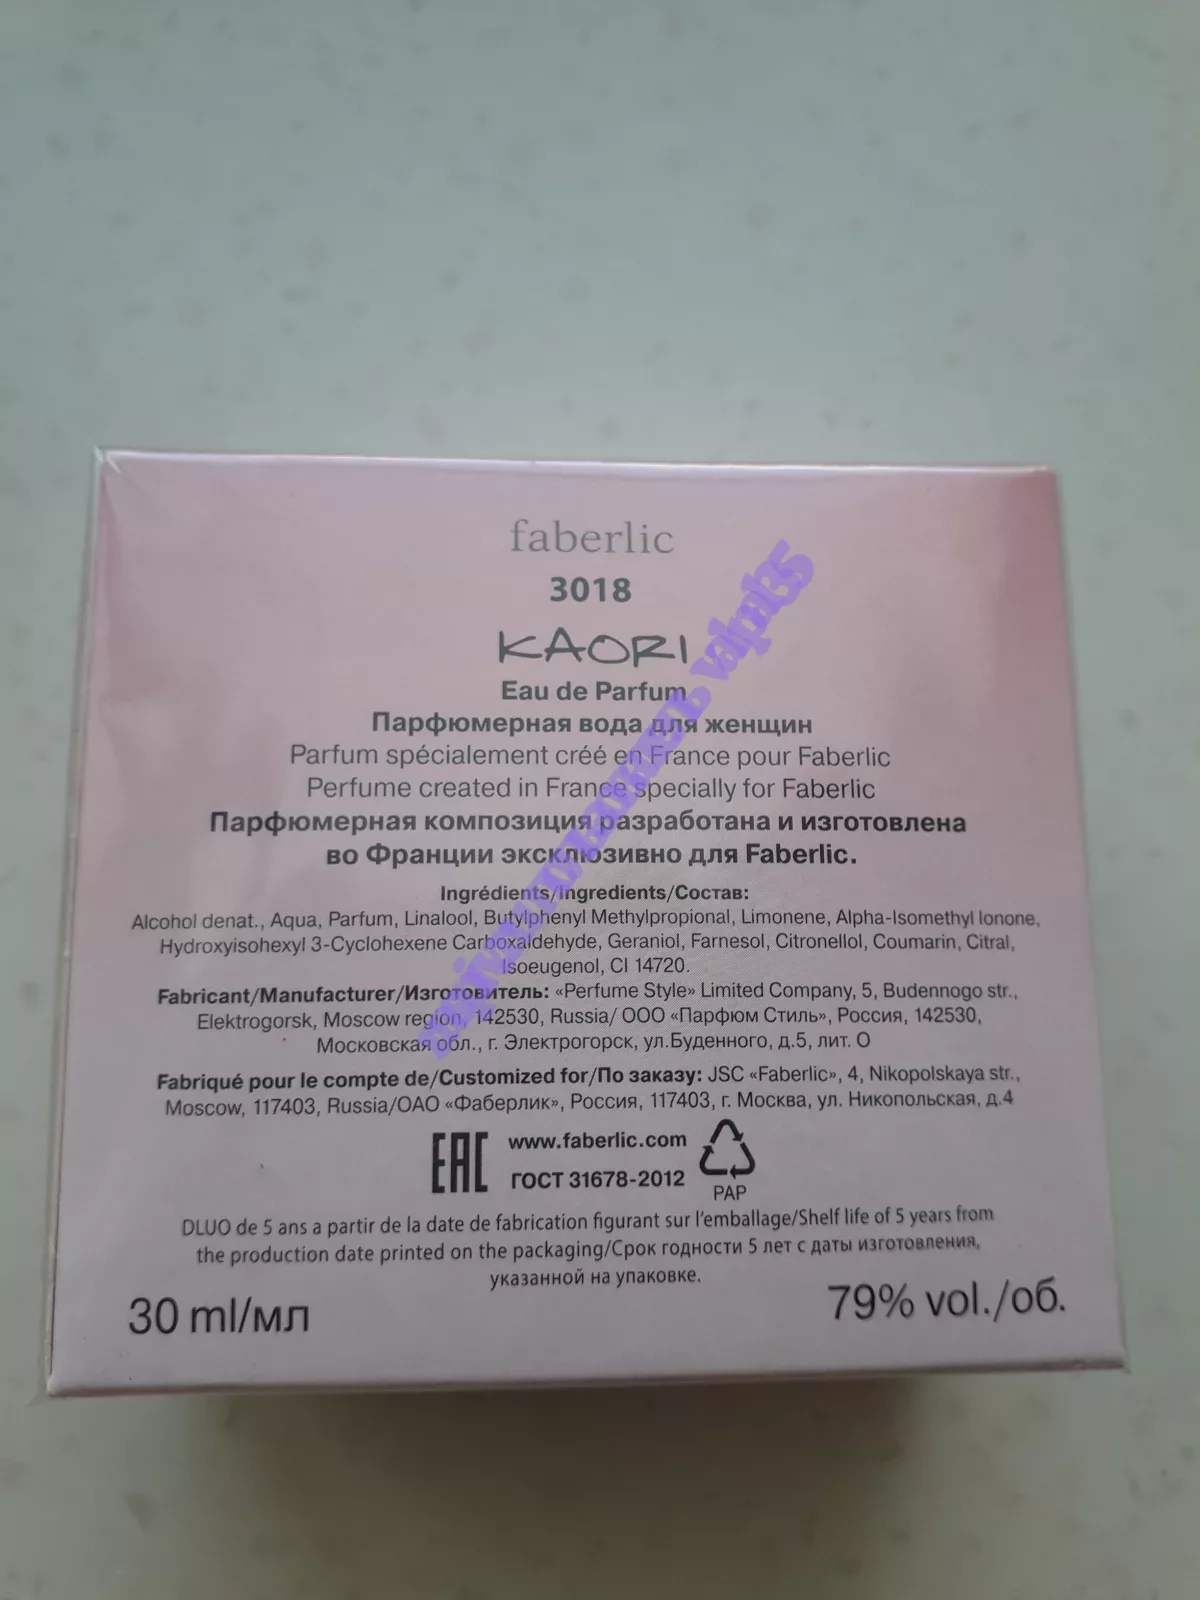 faberlic
3018
KAORI
Eau de Parfum
Парфюмерная вода для женщин
Parfum spécialement créé en France pour Faberlic
Perfume created in France specially for Faberlic
Парфюмерная композиция разработана и изготовлена
во Франции эксклюзивно для Faberlic.
Ingrédients/Ingredients/Состав:
Alcohol denat., Aqua, Parfum, Linalool, Butylphenyl Methylpropional, Limonene, Alpha-Isomethyl Ionone,
Hydroxyisohexyl 3-Cyclohexene Carboxaldehyde, Geraniol, Farnesol, Citronellol, Coumarin, Citral,
Isoeugenol, CI 14720.
Fabricant/Manufacturer/Изготовитель: «Perfume Style» Limited Company, 5, Budennogo str.,
Elektrogorsk, Moscow region, 142530, Russia/ ООО «Парфюм Стиль», Россия, 142530,
Московская обл., г. Электрогорск, ул.Буденного, д.5, лит. О
Fabriqué pour le compte de/Customized for/По заказу: JSC «Faberlic», 4, Nikopolskaya str.,
Moscow, 117403, Russia/ОАО «Фаберлик», Россия, 117403, г. Москва, ул. Никопольская, д.4
EAC www.faberlic.com
ГОСТ 31678-2012
PAP
DLUO de 5 ans a partir de la date de fabrication figurant sur l'emballage/Shelf life of 5 years from
the production date printed on the packaging/Срок годности 5 лет с даты изготовления,
указанной на упаковке.
30 ml/мл
79% vol./об.